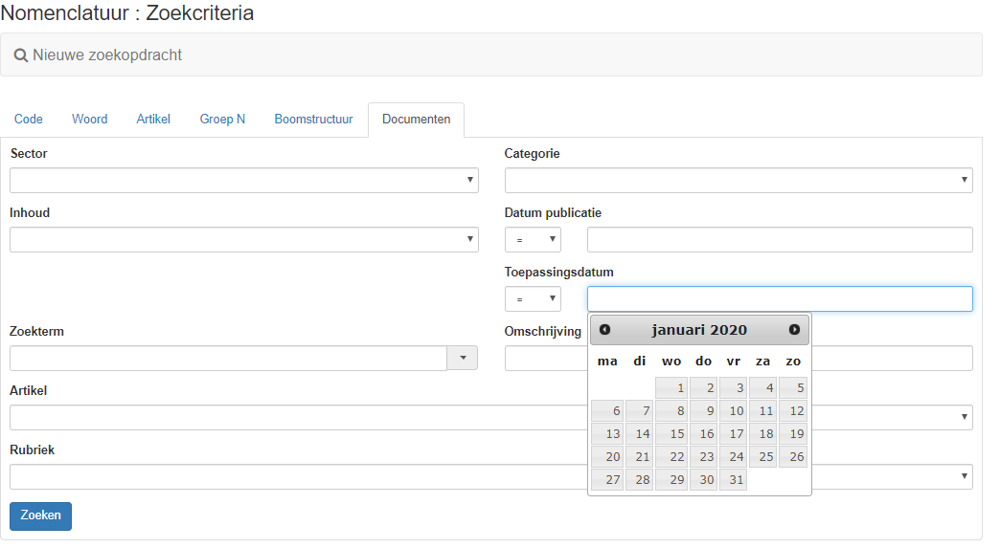 Nomenclatuur : Zoekcriteria
Nieuwe zoekopdracht
Code Woord Artikel Groep N Boomstructuur Documenten
Sector Categorie
Inhoud Datum publicatie
=
Toepassingsdatum
=
Zoekterm Omschrijving
januari 2020
ma di wo do vr za zo
1 2 3 4 5
6 7 8 9 10 11 12
13 14 15 16 17 18 19
20 21 22 23 24 25 26
27 28 29 30 31
Artikel
Rubriek
Zoeken